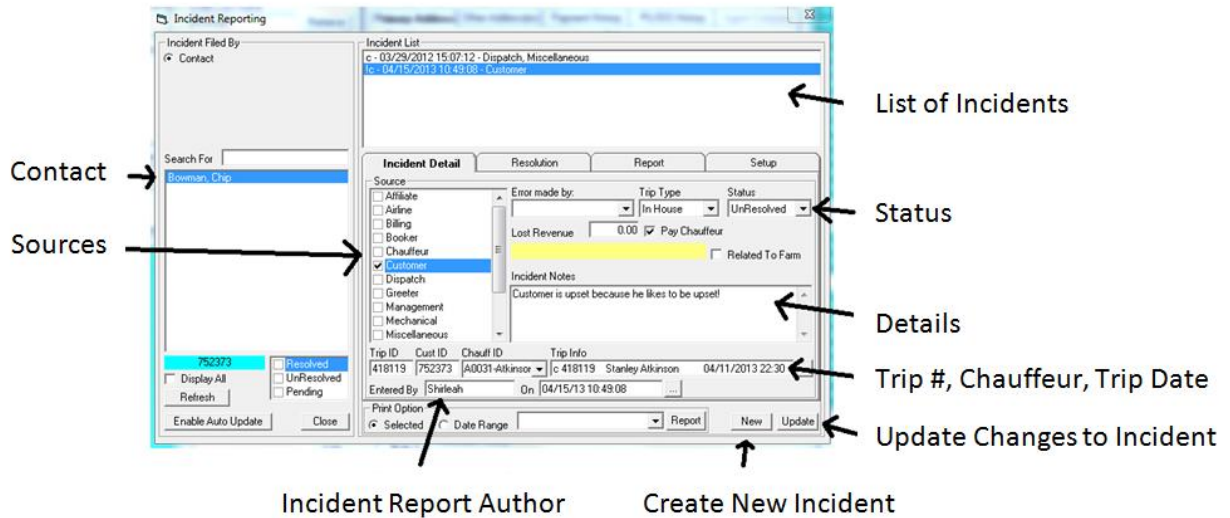 Incident Reporting
Incident Filed By
Contact
Search For
Bowman, Chip
752373
Display All
Refresh
Resolved
UnResolved
Pending
Enable Auto Update
Close
Incident List
c - 03/29/2012 15:07:12 - Dispatch, Miscellaneous
!c - 04/15/2013 10:49:08 - Customer
Incident Detail Resolution Report Setup
Source
Affiliate
Airline
Billing
Booker
Chauffeur
Customer
Dispatch
Greeter
Management
Mechanical
Miscellaneous
Error made by: Trip Type Status
In House UnResolved
Lost Revenue 0.00 Pay Chauffeur
Related To Farm
Incident Notes
Customer is upset because he likes to be upset!
Trip ID Cust ID Chauff ID Trip Info
418119 752373 A0031-Atkinsor c 418119 Stanley Atkinson 04/11/2013 22:30
Entered By Shirleah On 04/15/13 10:49:08 ...
Print Option
Selected Date Range Report New Update
Contact
Sources
List of Incidents
Status
Details
Trip #, Chauffeur, Trip Date
Update Changes to Incident
Incident Report Author
Create New Incident